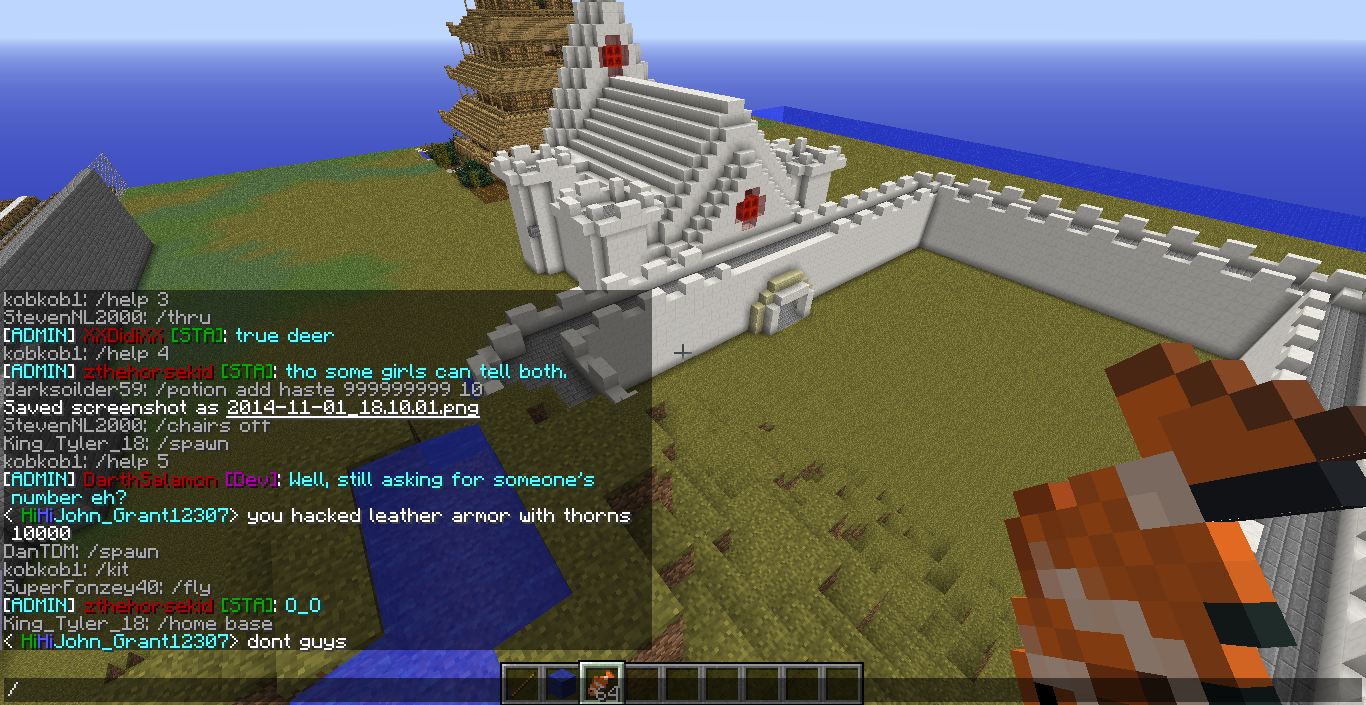 kobkob1: /help 3
StevenNL2000: /thru
[ADMIN] XXDidiXX [STA]: true deer
kobkob1: /help 4
[ADMIN] zthehorsekid [STA]: tho some girls can tell both.
darksoilder59: /potion add haste 999999999 10
Saved screenshot as 2014-11-01_18.10.01.png
StevenNL2000: /chairs off
King_Tyler_18: /spawn
kobkob1: /help 5
[ADMIN] DarthSalamon [Dev]: Well, still asking for someone's
number eh?
< HiHiJohn_Grant12307> you hacked leather armor with thorns
10000
DanTDM: /spawn
kobkob1: /kit
SuperFonzey40: /fly
[ADMIN] zthehorsekid [STA]: O_O
King_Tyler_18: /home base
< HiHiJohn_Grant12307> dont guys
/
64